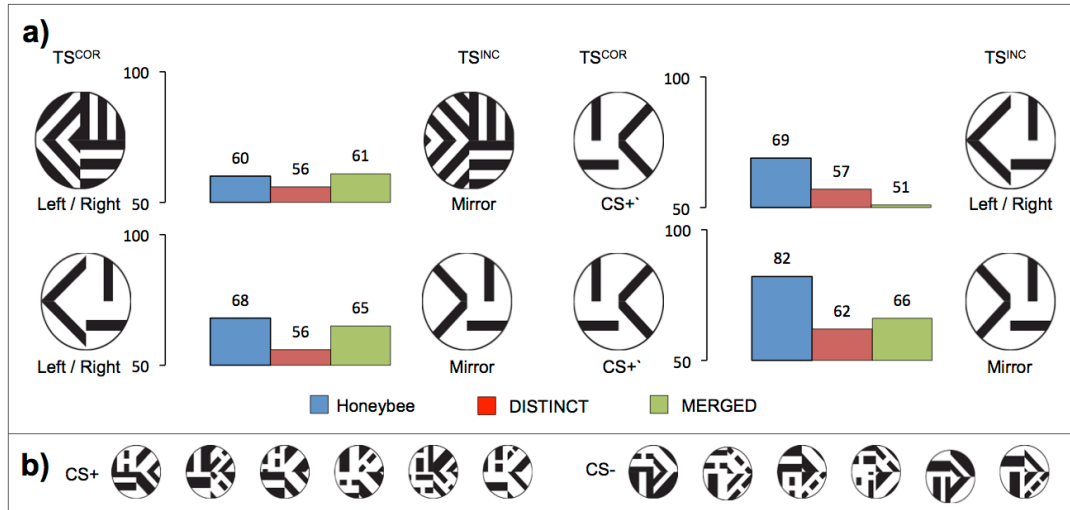 a)
TS^COR TS^INC TS^COR TS^INC
100 100
60 56 61 69 57 51
50 50
Left / Right Mirror CS+` Left / Right
100 100
68 56 65 82 62 66
50 50
Left / Right Mirror CS+` Mirror
Honeybee DISTINCT MERGED
b)
CS+ CS-